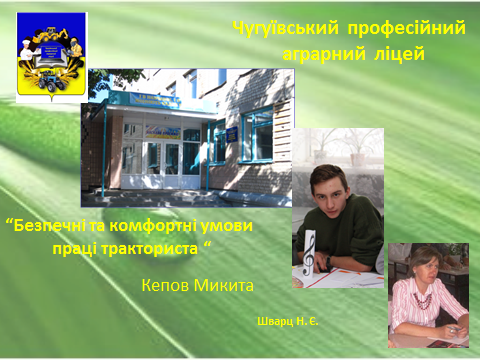 Чугуївський професійний
аграрний ліцей
“Безпечні та комфортні умови
праці тракториста “
Кепов Микита
Шварц Н. Є.